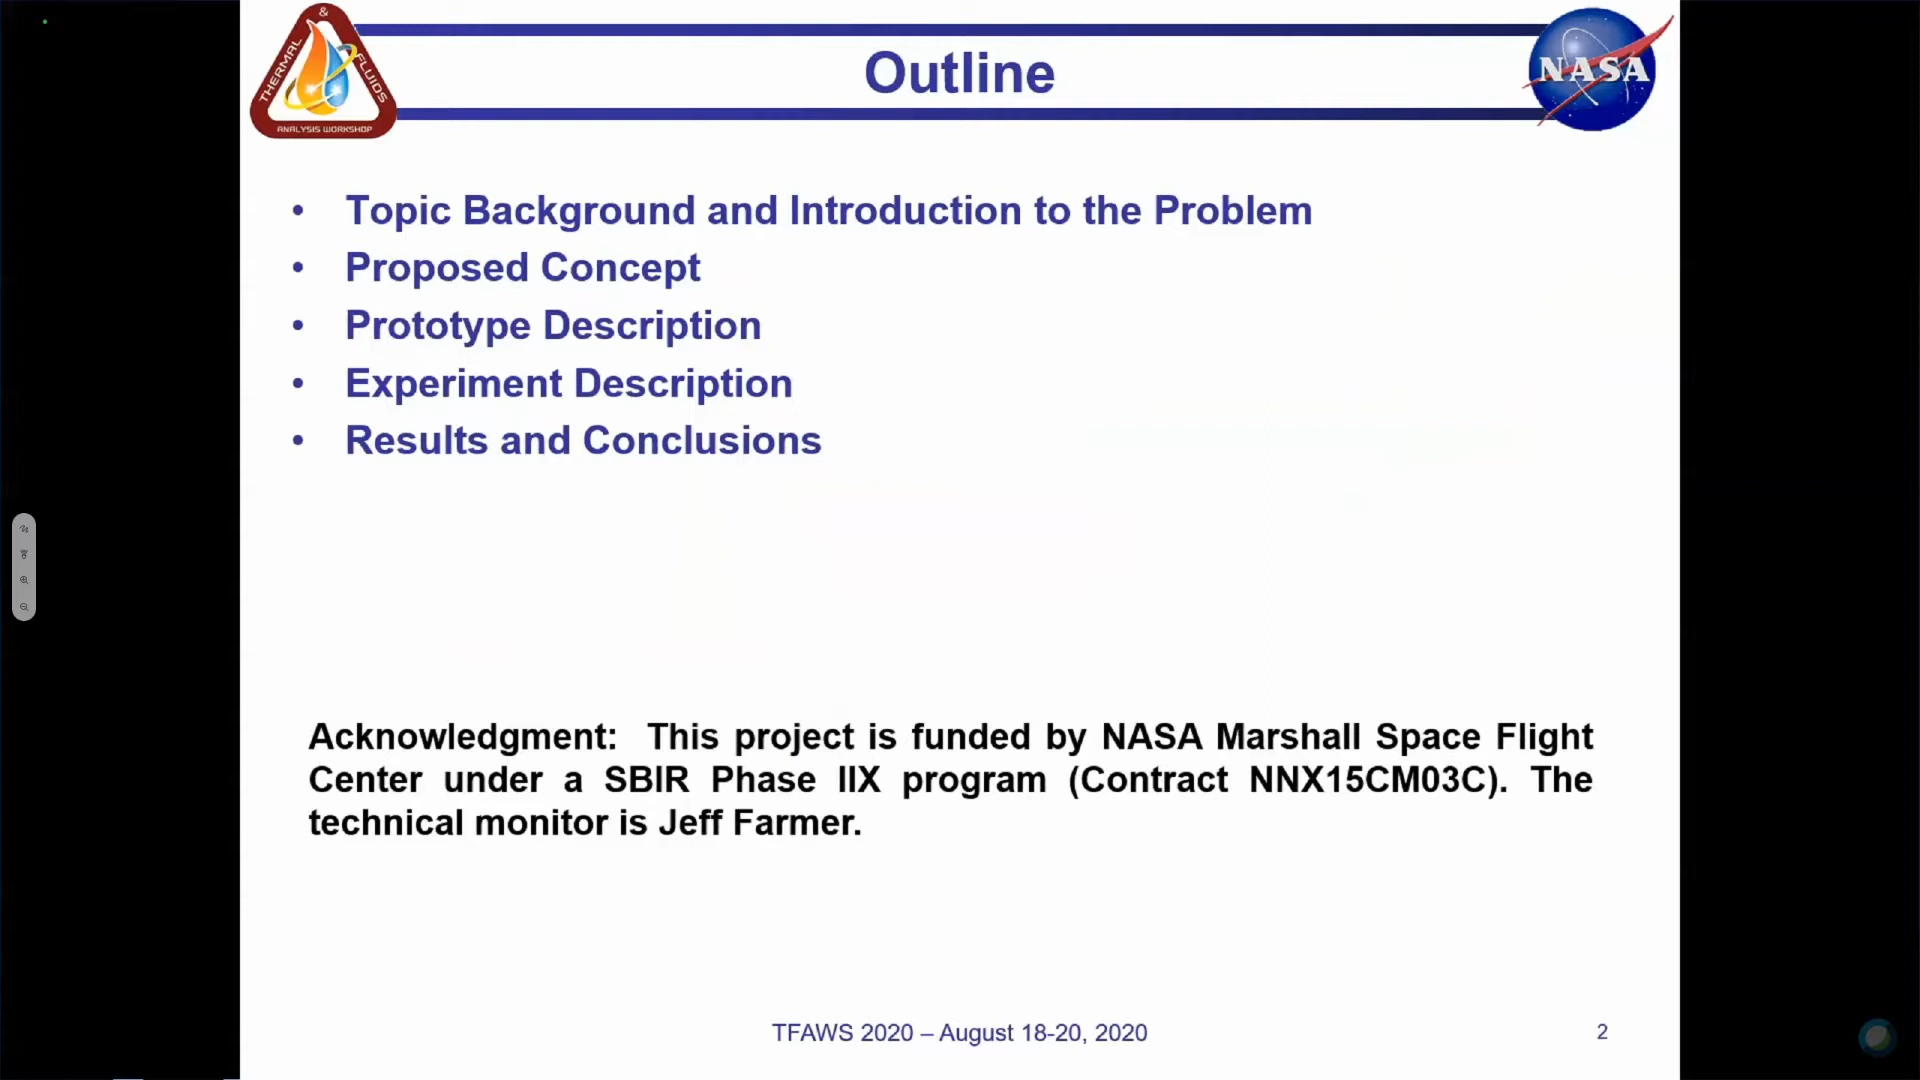 &
THERMAL
FLUIDS
ANALYSIS WORKSHOP
Outline
NASA
• Topic Background and Introduction to the Problem
• Proposed Concept
• Prototype Description
• Experiment Description
• Results and Conclusions
Acknowledgment: This project is funded by NASA Marshall Space Flight
Center under a SBIR Phase IIX program (Contract NNX15CM03C). The
technical monitor is Jeff Farmer.
TFAWS 2020 – August 18-20, 2020
2